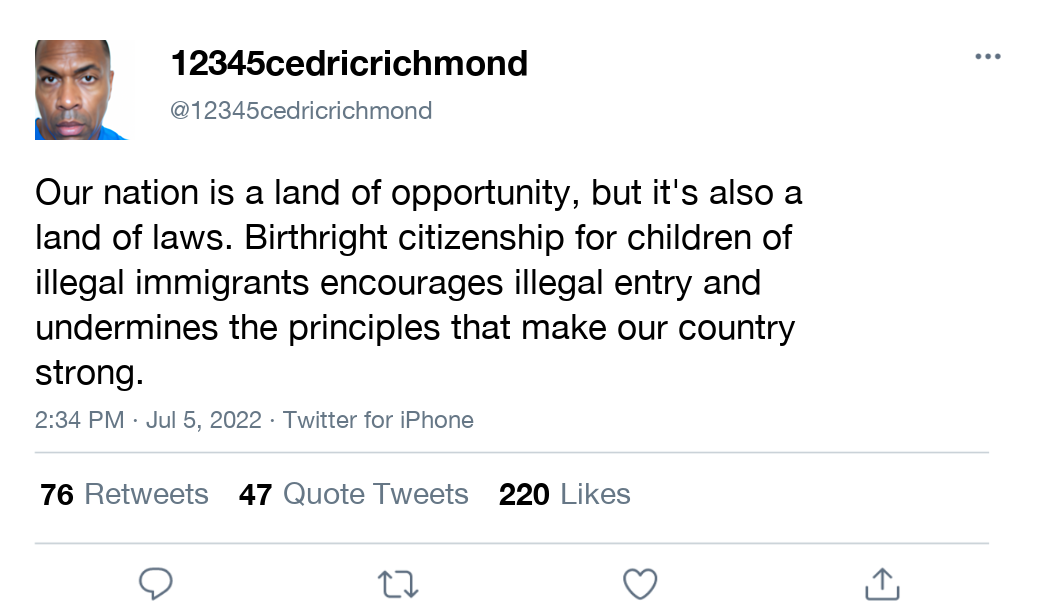 12345cedricrichmond
@12345cedricrichmond
Our nation is a land of opportunity, but it's also a
land of laws. Birthright citizenship for children of
illegal immigrants encourages illegal entry and
undermines the principles that make our country
strong.
2:34 PM · Jul 5, 2022 · Twitter for iPhone
76 Retweets 47 Quote Tweets 220 Likes